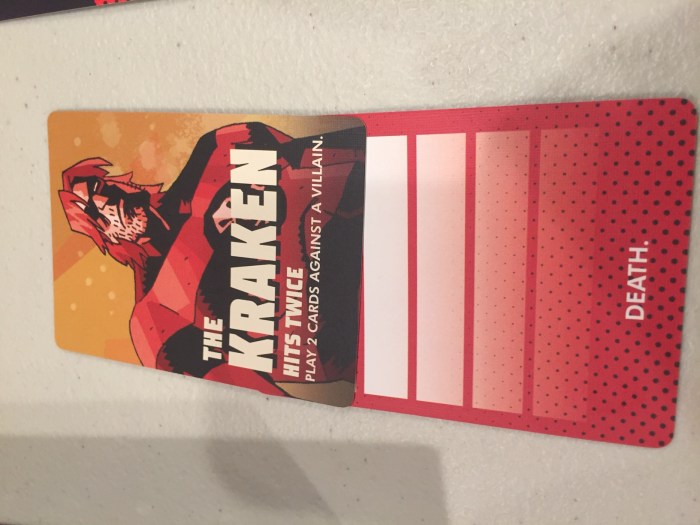 THE
KRAKEN
HITS TWICE
PLAY 2 CARDS AGAINST A VILLAIN.
DEATH.